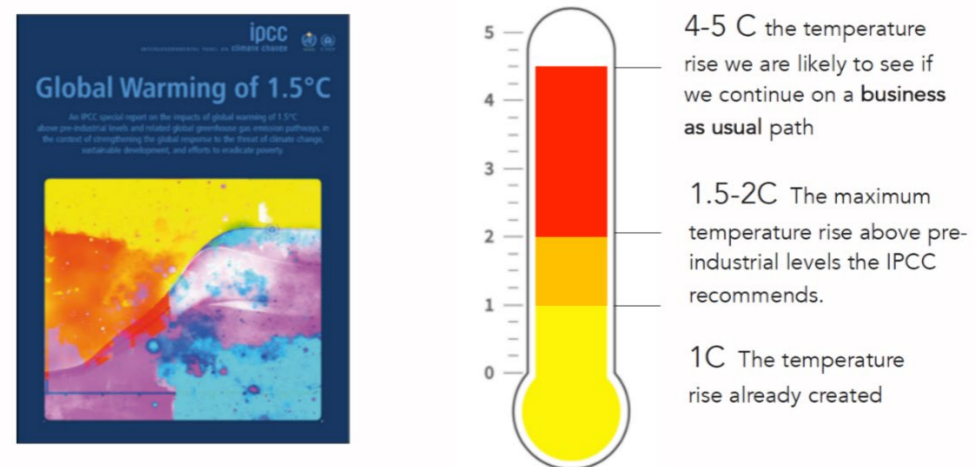 ipcc
INTERGOVERNMENTAL PANEL ON climate change
Global Warming of 1.5°C
An IPCC special report on the impacts of global warming of 1.5°C
above pre-industrial levels and related global greenhouse gas emission pathways, in
the context of strengthening the global response to the threat of climate change,
sustainable development, and efforts to eradicate poverty.
5
4
3
2
1
0
4-5 C the temperature
rise we are likely to see if
we continue on a business
as usual path
1.5-2C The maximum
temperature rise above pre-
industrial levels the IPCC
recommends.
1C The temperature
rise already created